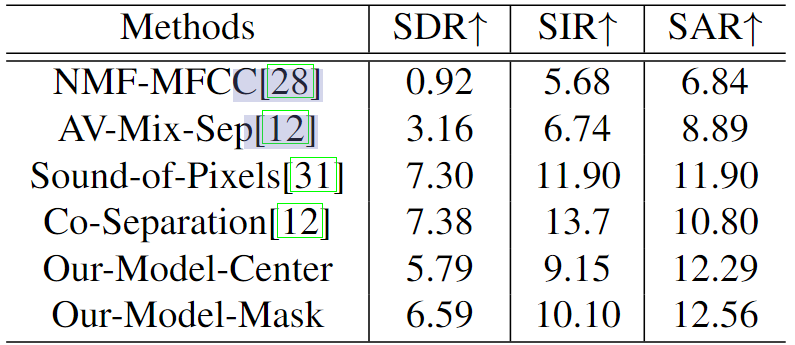 Methods SDR↑ SIR↑ SAR↑
NMF-MFCC[28] 0.92 5.68 6.84
AV-Mix-Sep[12] 3.16 6.74 8.89
Sound-of-Pixels[31] 7.30 11.90 11.90
Co-Separation[12] 7.38 13.7 10.80
Our-Model-Center 5.79 9.15 12.29
Our-Model-Mask 6.59 10.10 12.56